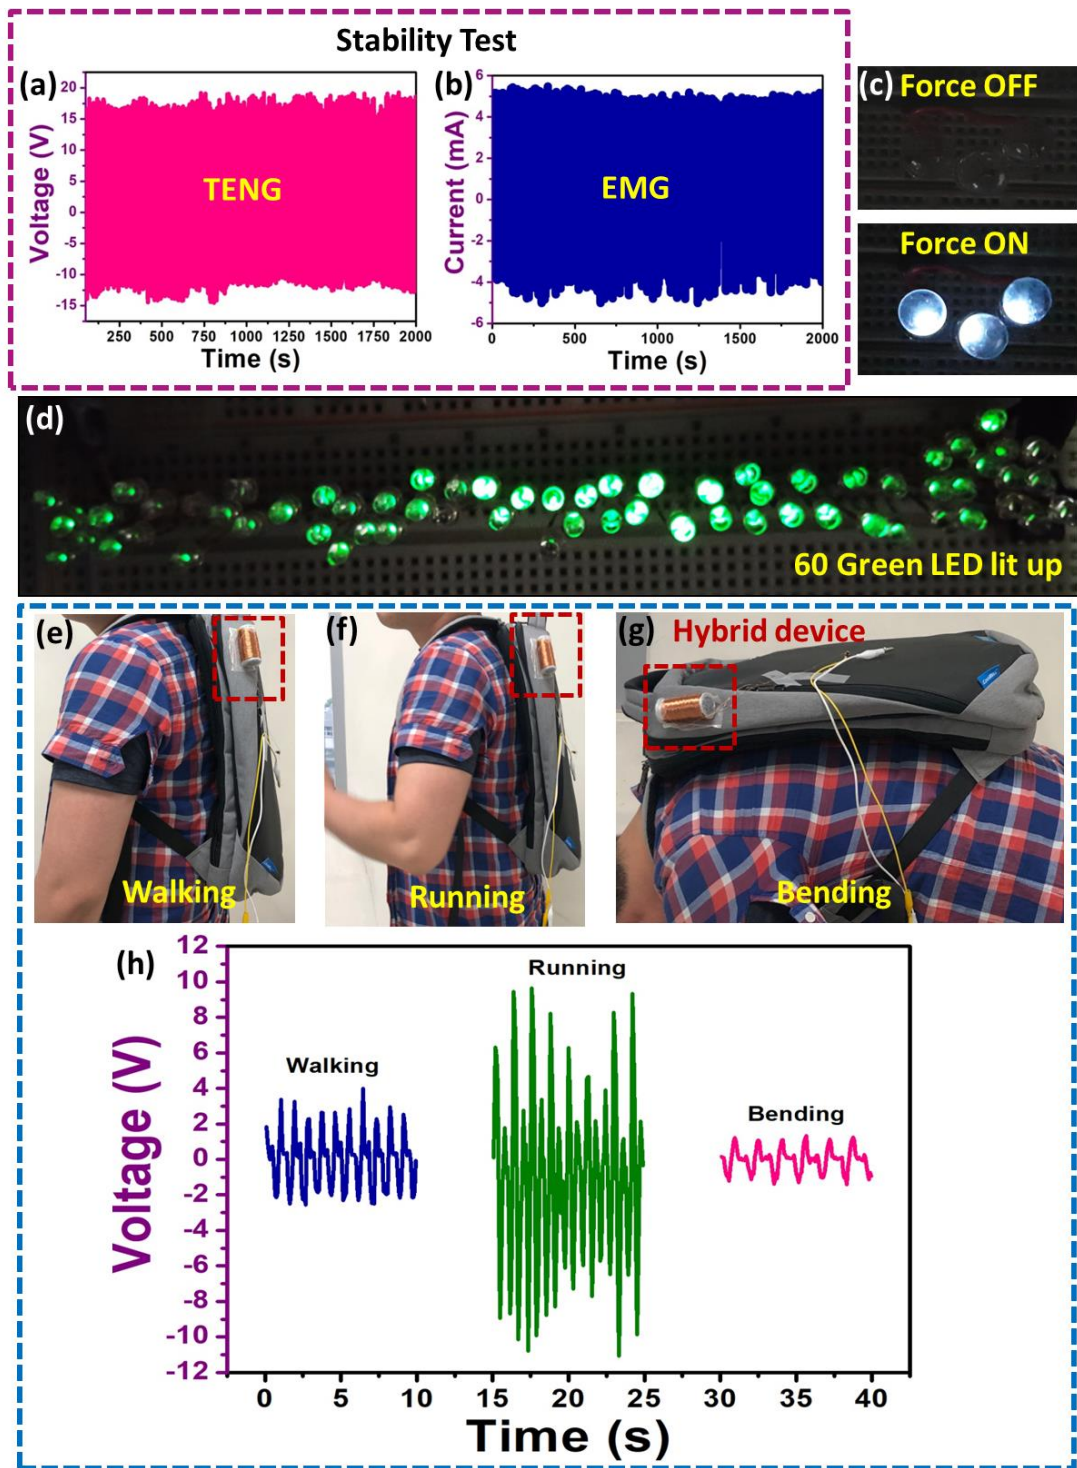 Stability Test
(a)
20
15
10
5
0
-5
-10
-15
Voltage (V)
TENG
250 500 750 1000 1250 1500 1750 2000
Time (s)
(b)
6
4
2
0
-2
-4
-6
Current (mA)
EMG
0 500 1000 1500 2000
Time (s)
(c) Force OFF
Force ON
(d)
60 Green LED lit up
(e)
Walking
(f)
Running
(g)
Hybrid device
Bending
(h)
12
10
8
6
4
2
0
-2
-4
-6
-8
-10
-12
Voltage (V)
Walking
Running
Bending
0 5 10 15 20 25 30 35 40
Time (s)